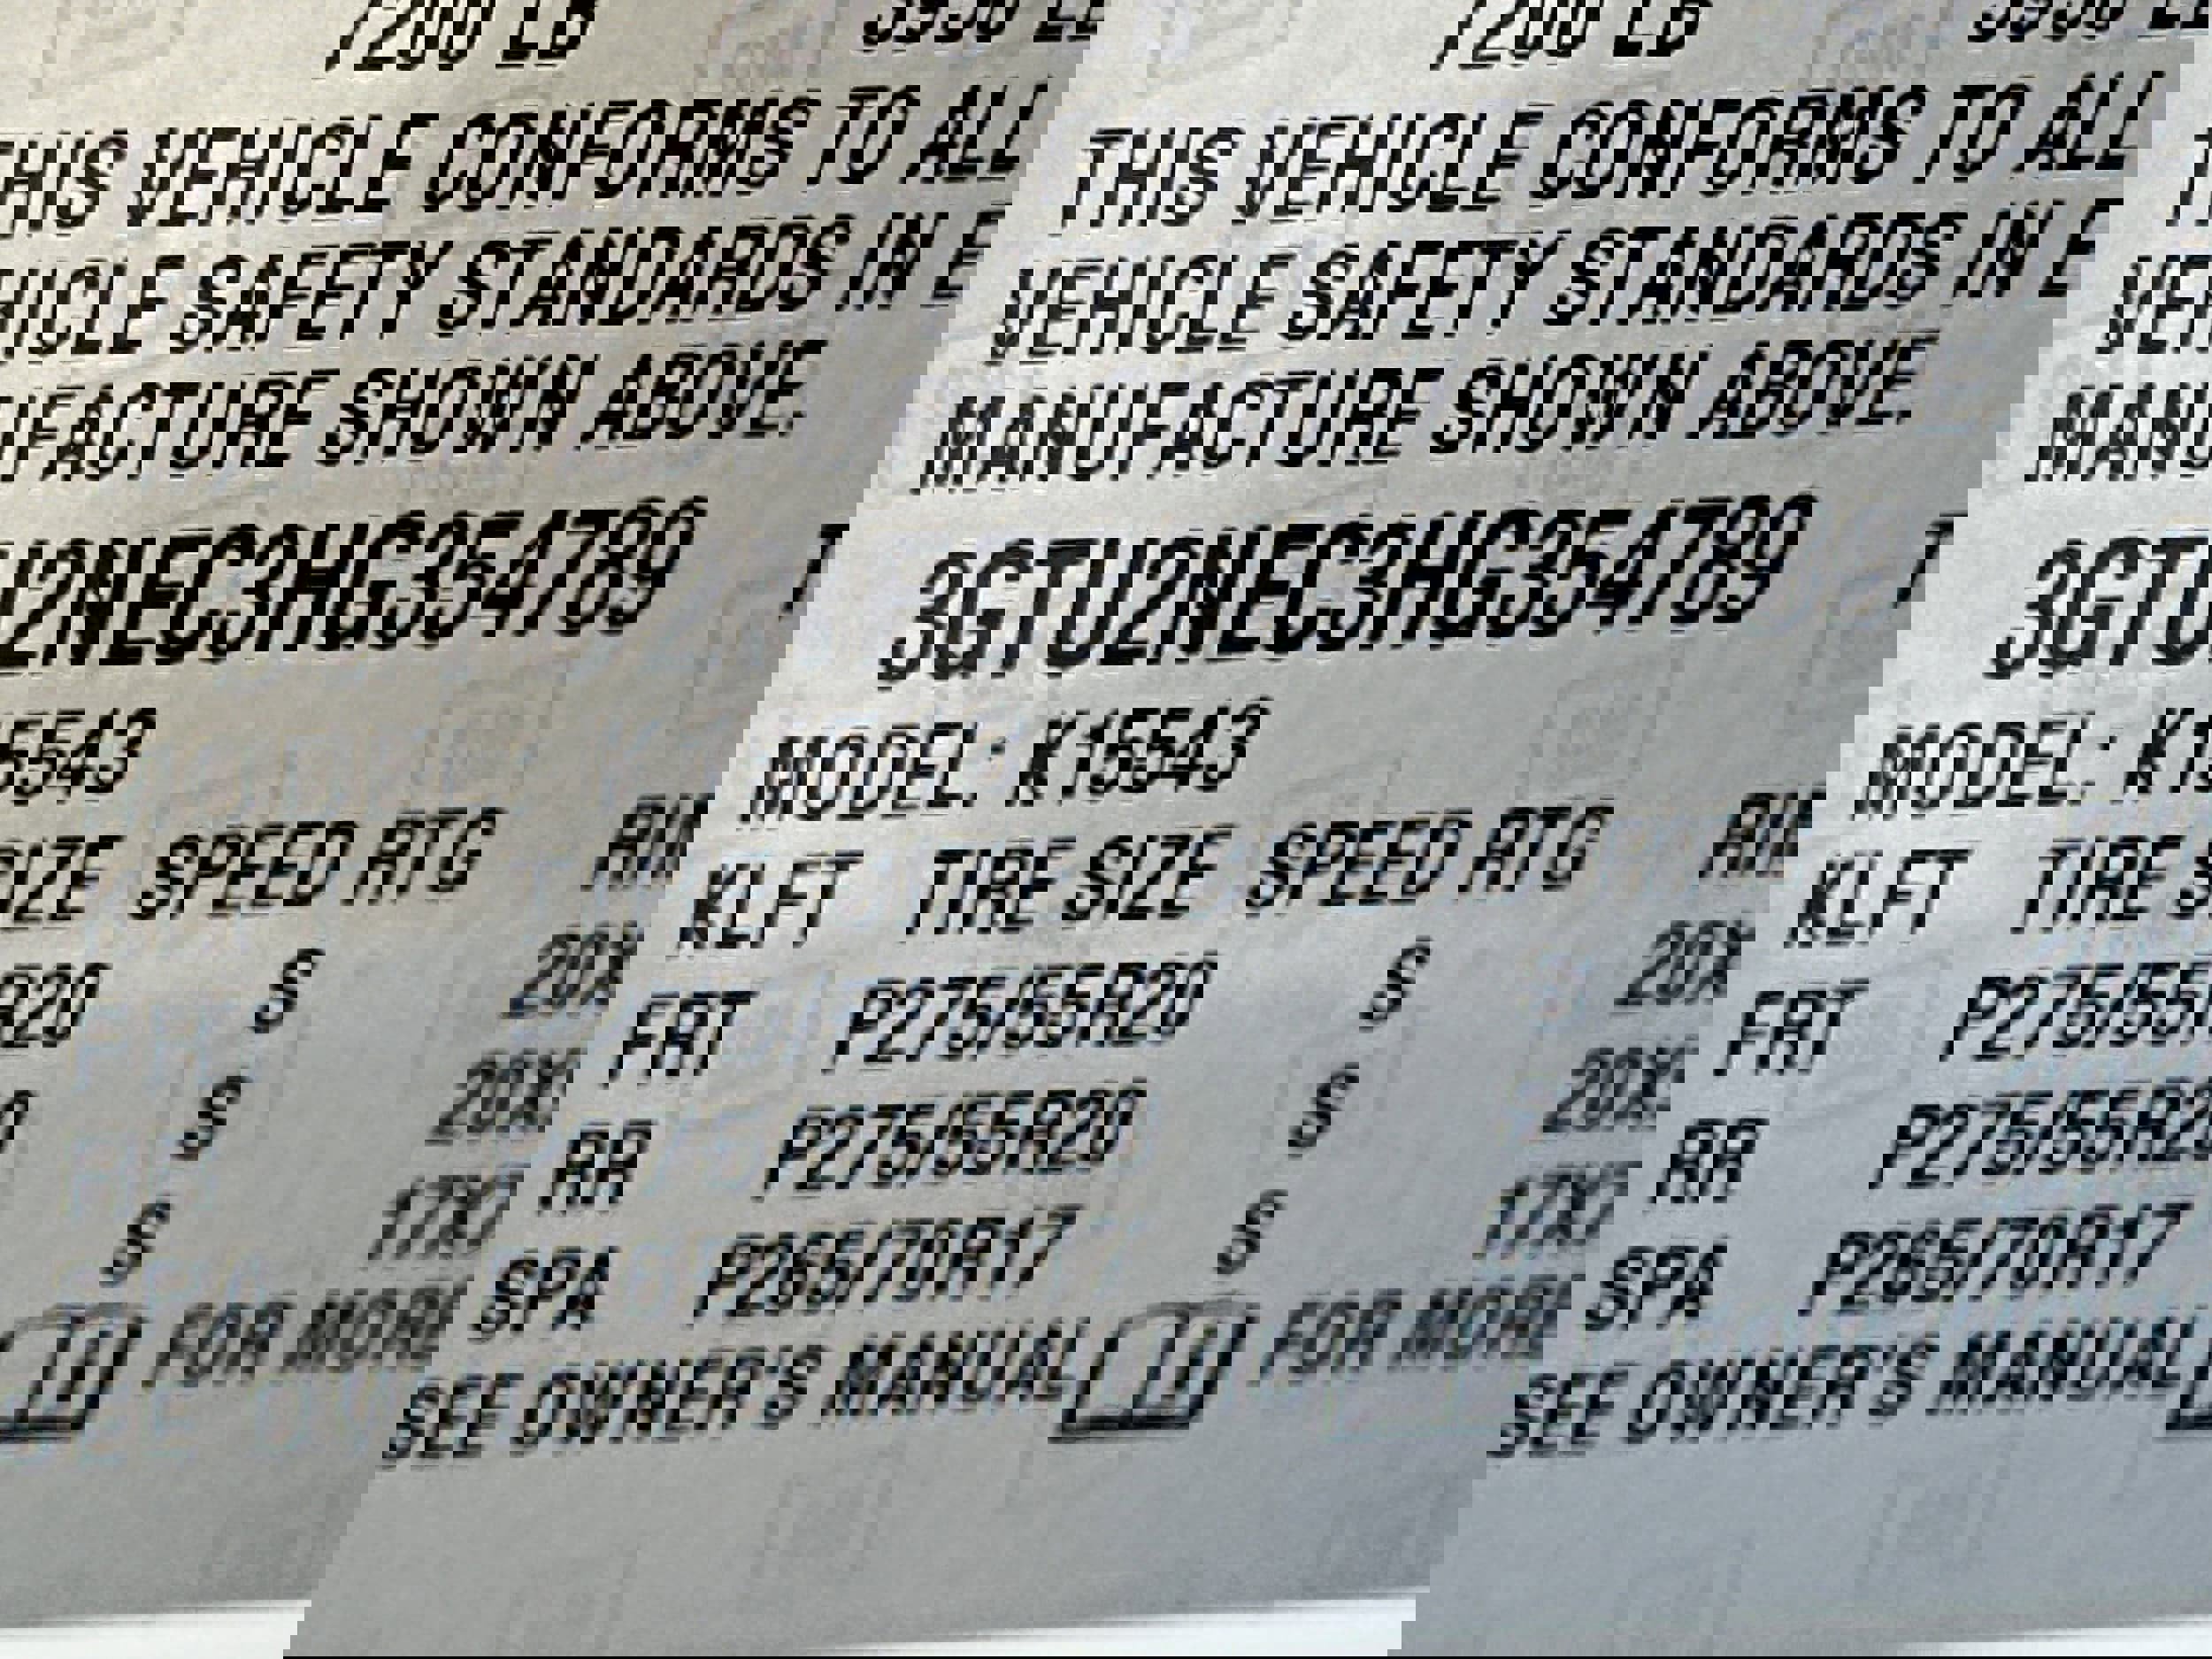 7200 LB
THIS VEHICLE CONFORMS TO ALL
VEHICLE SAFETY STANDARDS IN E
MANUFACTURE SHOWN ABOVE.
3GTU2NEC3HG354789 T
MODEL: K15543
KLFT TIRE SIZE SPEED RTG RIM
FRT P275/55R20 S 20X
RR P275/55R20 S 20X
SPA P265/70R17 S 17X7
SEE OWNER'S MANUAL FOR MORE